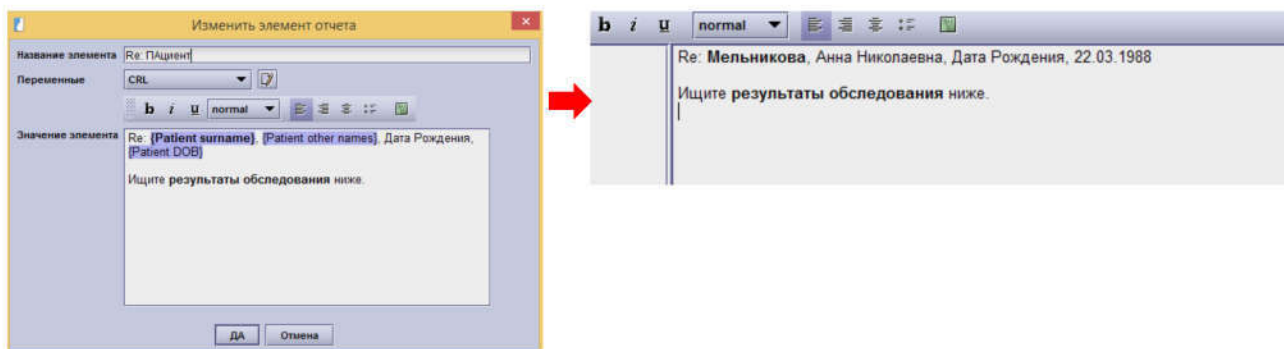 Изменить элемент отчета
Название элемента Re: ПАциент
Переменные CRL
b i u normal
Значение элемента
Re: {Patient surname}, {Patient other names}, Дата Рождения,
{Patient DOB}
Ищите результаты обследования ниже.
ДА Отмена
b i u normal
Re: Мельникова, Анна Николаевна, Дата Рождения, 22.03.1988
Ищите результаты обследования ниже.